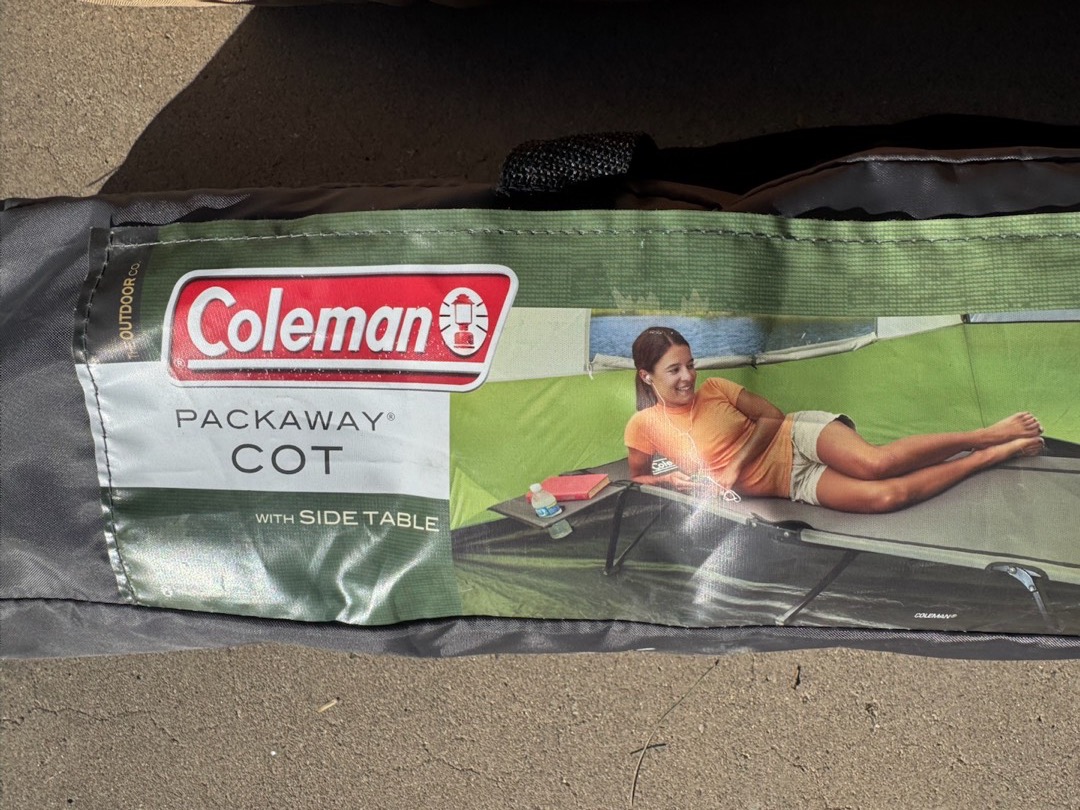 THE OUTDOOR CO.
Coleman®
PACKAWAY®
COT
WITH SIDE TABLE
COLEMAN®